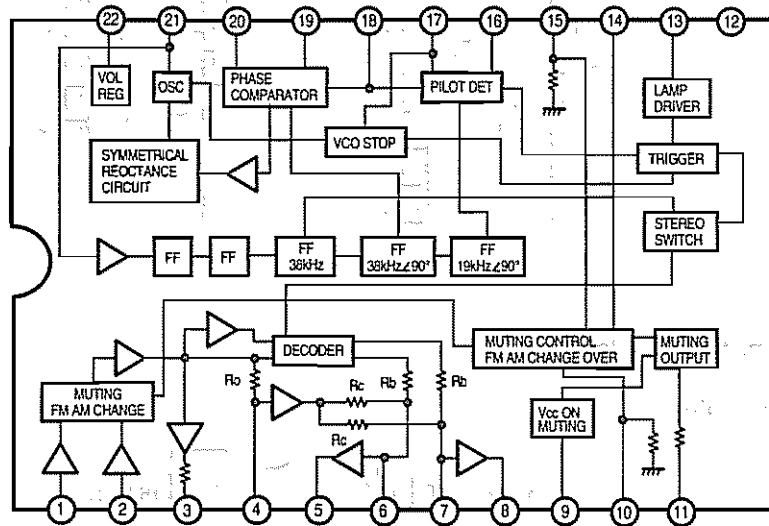 22 21 20 19 18 17 16 15 14 13 12
VOL
REG
OSC
PHASE
COMPARATOR
PILOT DET
LAMP
DRIVER
VCO STOP
TRIGGER
SYMMETRICAL
REOCTANCE
CIRCUIT
STEREO
SWITCH
FF
FF
FF
38kHz
FF
38kHz∠90°
FF
19kHz∠90°
DECODER
MUTING CONTROL
FM AM CHANGE OVER
MUTING
OUTPUT
MUTING
FM AM CHANGE
Ro
Rc
Rb
Rb
Rc
Vcc ON
MUTING
1 2 3 4 5 6 7 8 9 10 11